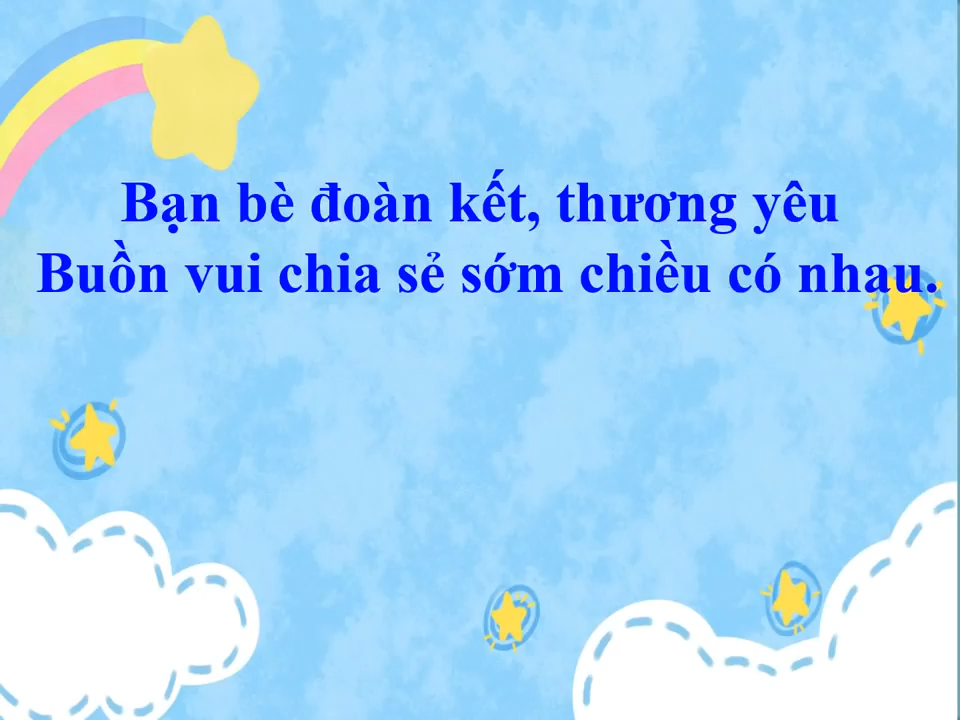 Bạn bè đoàn kết, thương yêu
Buồn vui chia sẻ sớm chiều có nhau.